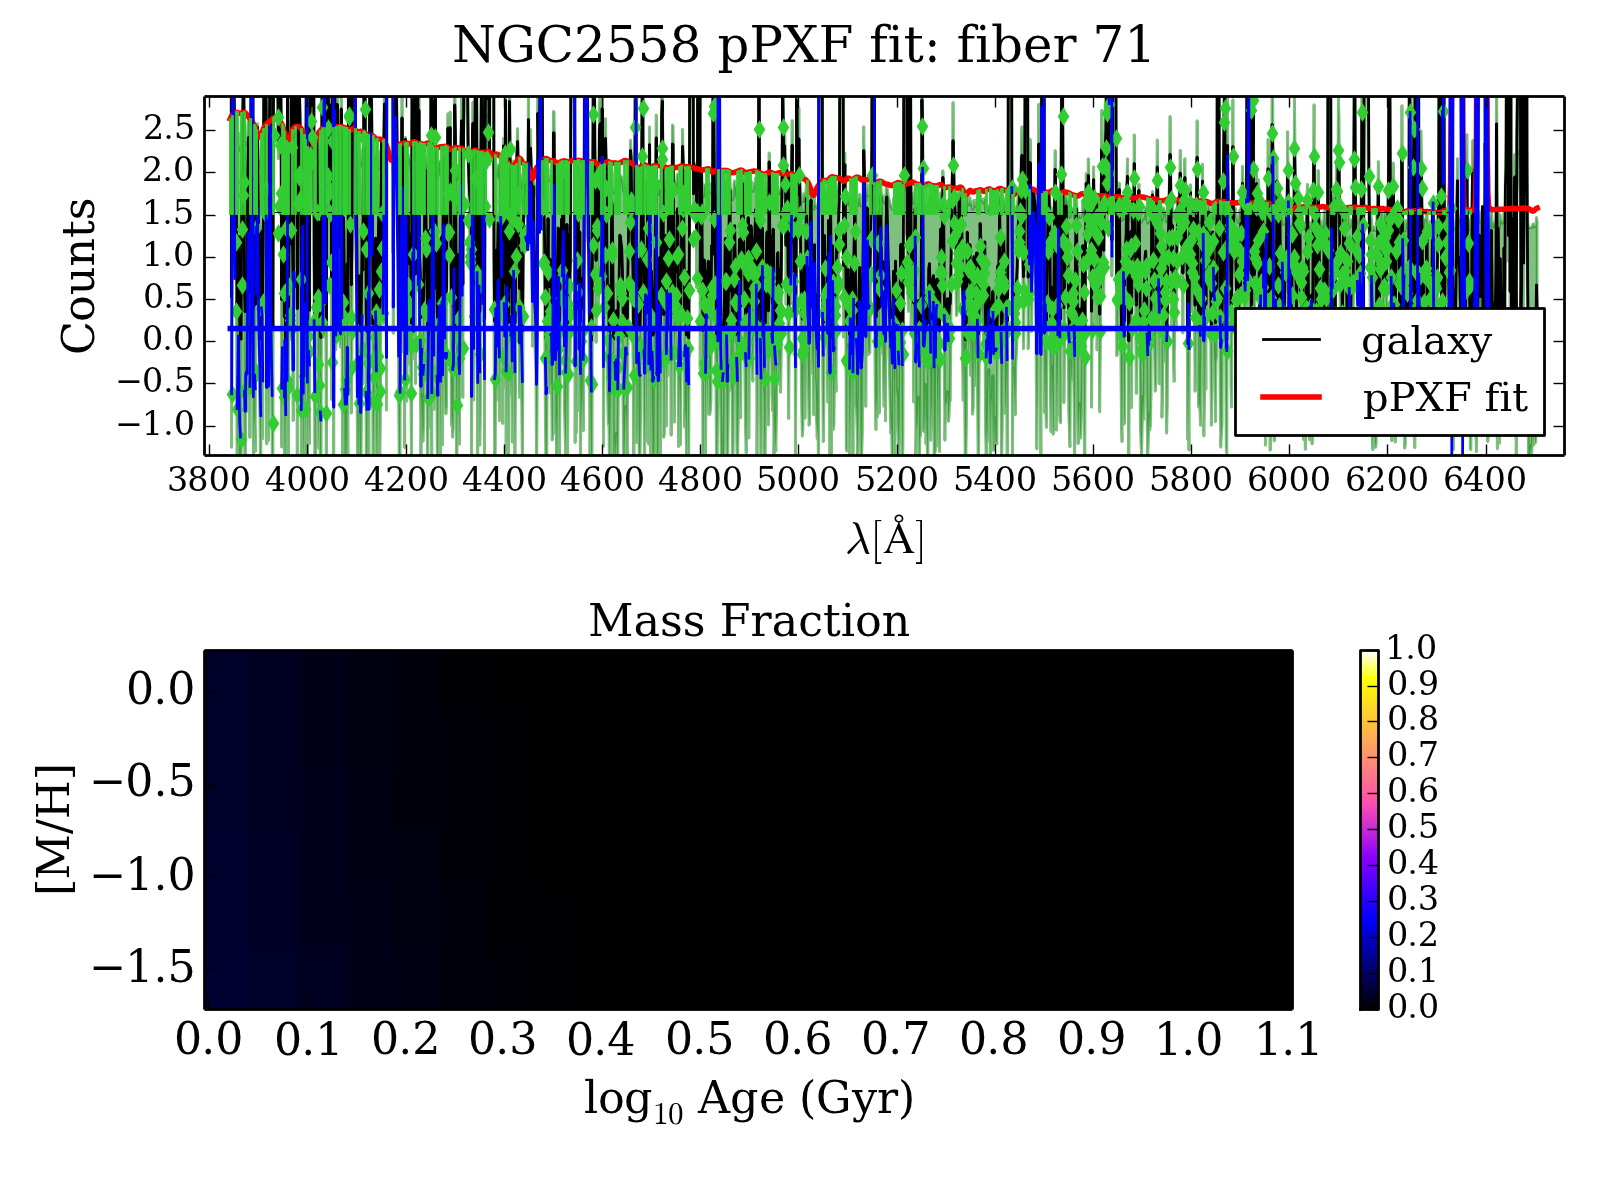 NGC2558 pPXF fit: fiber 71
Counts
2.5
2.0
1.5
1.0
0.5
0.0
−0.5
−1.0
galaxy
pPXF fit
3800 4000 4200 4400 4600 4800 5000 5200 5400 5600 5800 6000 6200 6400
λ[Å]
Mass Fraction
[M/H]
0.0
−0.5
−1.0
−1.5
0.0 0.1 0.2 0.3 0.4 0.5 0.6 0.7 0.8 0.9 1.0 1.1
log₁₀ Age (Gyr)
1.0
0.9
0.8
0.7
0.6
0.5
0.4
0.3
0.2
0.1
0.0